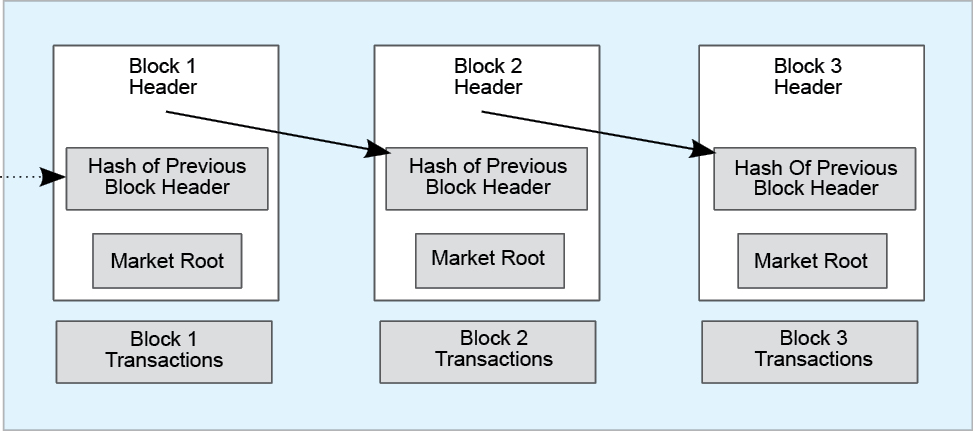 Block 1
Header
Hash of Previous
Block Header
Market Root
Block 1
Transactions
Block 2
Header
Hash of Previous
Block Header
Market Root
Block 2
Transactions
Block 3
Header
Hash Of Previous
Block Header
Market Root
Block 3
Transactions